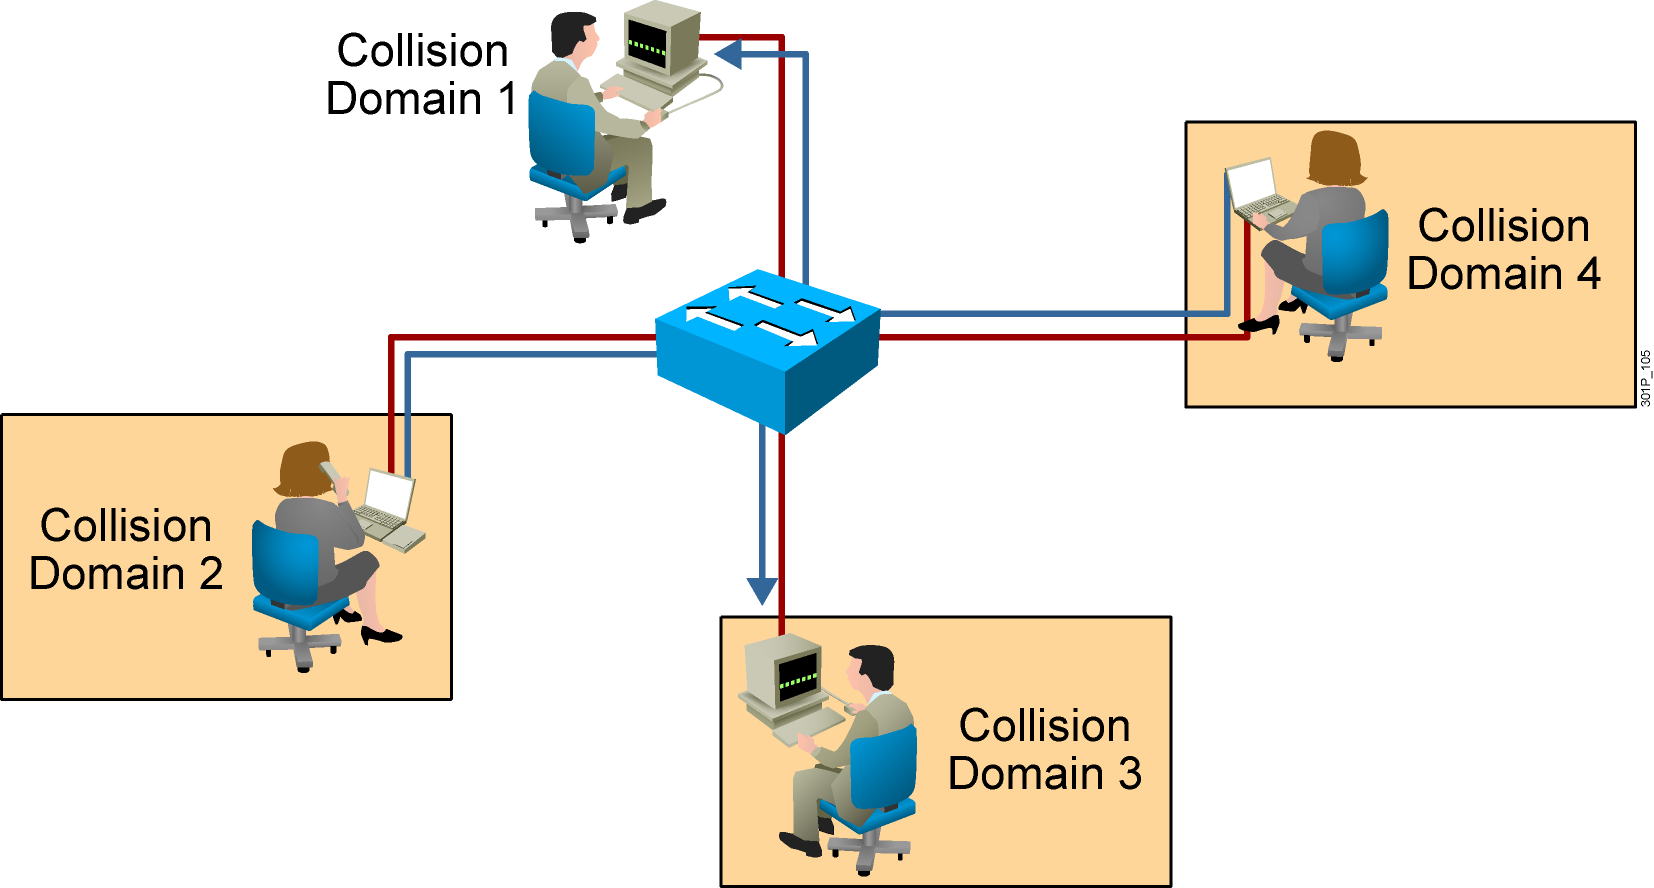 Collision
Domain 1
Collision
Domain 4
301P_105
Collision
Domain 2
Collision
Domain 3